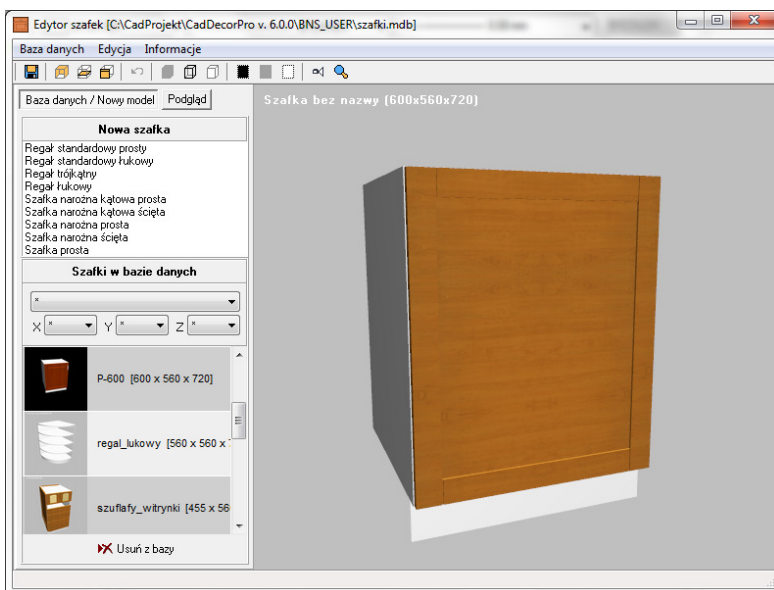 Edytor szafek [C:\CadProjekt\CadDecorPro v. 6.0.0\BNS_USER\szafki.mdb]
Baza danych Edycja Informacje
Baza danych / Nowy model Podgląd
Szafka bez nazwy (600x560x720)
Nowa szafka
Regał standardowy prosty
Regał standardowy łukowy
Regał trójkątny
Regał łukowy
Szafka narożna kątowa prosta
Szafka narożna kątowa ścięta
Szafka narożna prosta
Szafka narożna ścięta
Szafka prosta
Szafki w bazie danych
*
X * Y * Z *
P-600 [600 x 560 x 720]
regal_lukowy [560 x 560 x
szuflafy_witrynki [455 x 56
Usuń z bazy